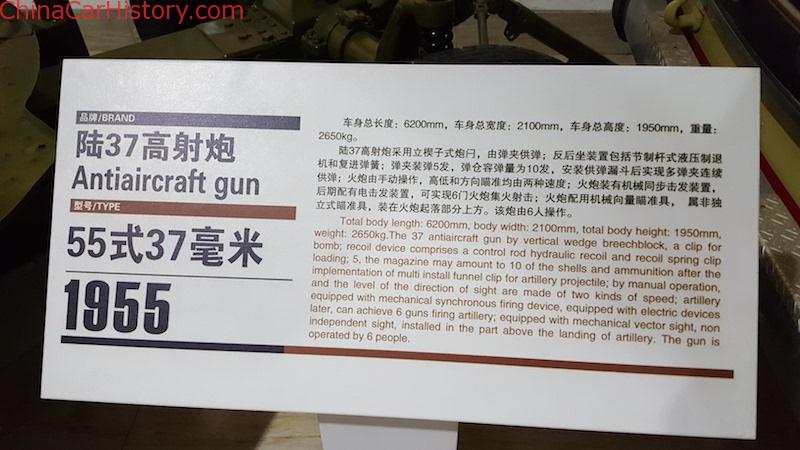 ChinaCarHistory.com
品牌/BRAND
陆37高射炮
Antiaircraft gun
型号/TYPE
55式37毫米
1955
车身总长度：6200mm，车身总宽度：2100mm，车身总高度：1950mm，重量：
2650kg。
陆37高射炮采用立楔子式炮闩，由弹夹供弹；反后坐装置包括节制杆式液压制退
机和复进弹簧；弹夹装弹5发，弹仓容弹量为10发，安装供弹漏斗后实现多弹夹连续
供弹；火炮由手动操作，高低和方向瞄准均由两种速度；火炮装有机械同步击发装置，
后期配有电击发装置，可实现6门火炮集火射击；火炮配用机械向量瞄准具， 属非独
立式瞄准具，装在火炮起落部分上方。该炮由6人操作。
Total body length: 6200mm, body width: 2100mm, total body height: 1950mm,
weight: 2650kg.The 37 antiaircraft gun by vertical wedge breechblock, a clip for
bomb; recoil device comprises a control rod hydraulic recoil and recoil spring clip
loading; 5, the magazine may amount to 10 of the shells and ammunition after the
implementation of multi install funnel clip for artillery projectile; by manual operation,
and the level of the direction of sight are made of two kinds of speed; artillery
equipped with mechanical synchronous firing device, equipped with electric devices
later, can achieve 6 guns firing artillery; equipped with mechanical vector sight, non
independent sight, installed in the part above the landing of artillery. The gun is
operated by 6 people.